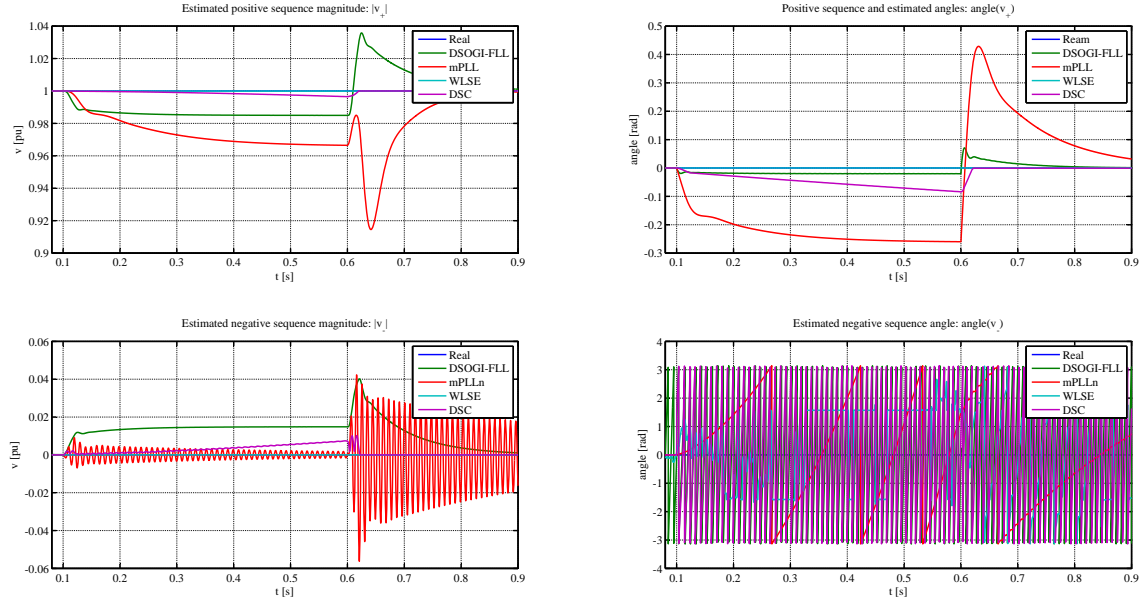 Estimated positive sequence magnitude: |v_+|
1.04
1.02
1
0.98
0.96
0.94
0.92
0.9
v [pu]
0.1 0.2 0.3 0.4 0.5 0.6 0.7 0.8 0.9
t [s]
Real
DSOGI-FLL
mPLL
WLSE
DSC
Positive sequence and estimated angles: angle(v_+)
0.5
0.4
0.3
0.2
0.1
0
-0.1
-0.2
-0.3
angle [rad]
0.1 0.2 0.3 0.4 0.5 0.6 0.7 0.8 0.9
t [s]
Ream
DSOGI-FLL
mPLL
WLSE
DSC
Estimated negative sequence magnitude: |v_-|
0.06
0.04
0.02
0
-0.02
-0.04
-0.06
v [pu]
0.1 0.2 0.3 0.4 0.5 0.6 0.7 0.8 0.9
t [s]
Real
DSOGI-FLL
mPLLn
WLSE
DSC
Estimated negative sequence angle: angle(v_-)
4
3
2
1
0
-1
-2
-3
-4
angle [rad]
0.1 0.2 0.3 0.4 0.5 0.6 0.7 0.8 0.9
t [s]
Real
DSOGI-FLL
mPLLn
WLSE
DSC